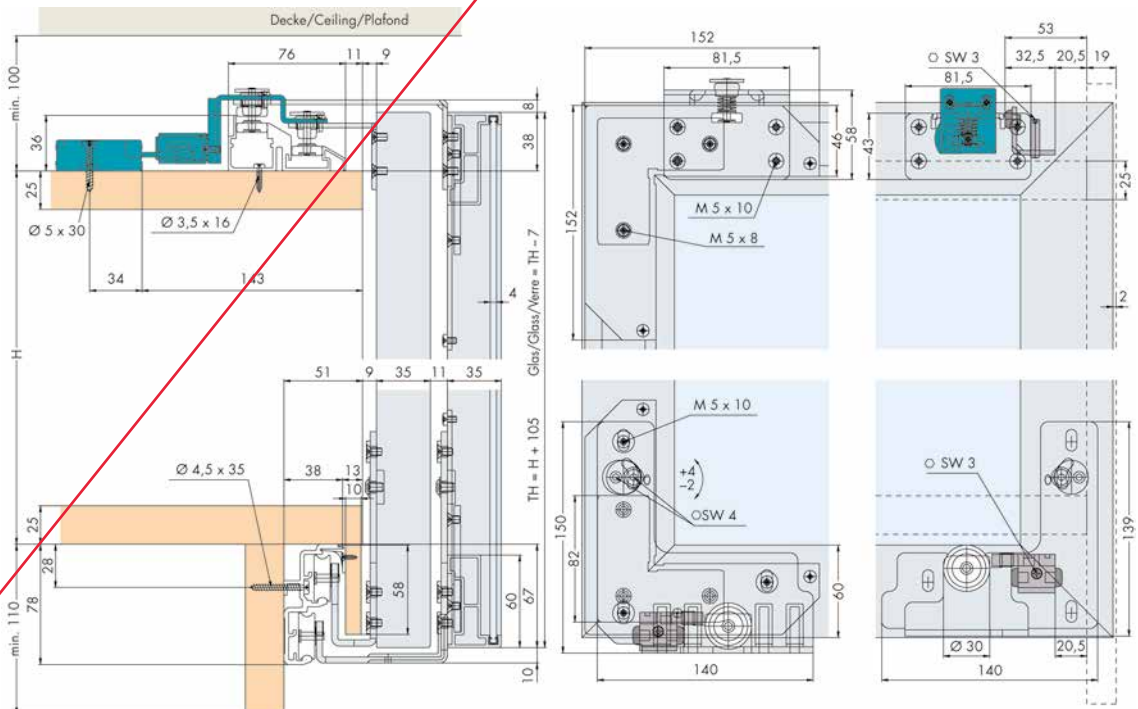 Decke/Ceiling/Plafond
76
11
9
min. 100
36
8
38
25
Ø 5 x 30
Ø 3,5 x 16
34
143
4
H
Glas/Glass/Verre = TH – 7
TH = H + 105
51
9
35
11
35
Ø 4,5 x 35
38
13
10
25
28
78
min. 110
58
60
67
10
152
81,5
46
58
152
M 5 x 10
M 5 x 8
53
SW 3
32,5
20,5
19
81,5
43
25
2
M 5 x 10
+4
–2
SW 4
150
82
60
140
SW 3
139
Ø 30
20,5
140